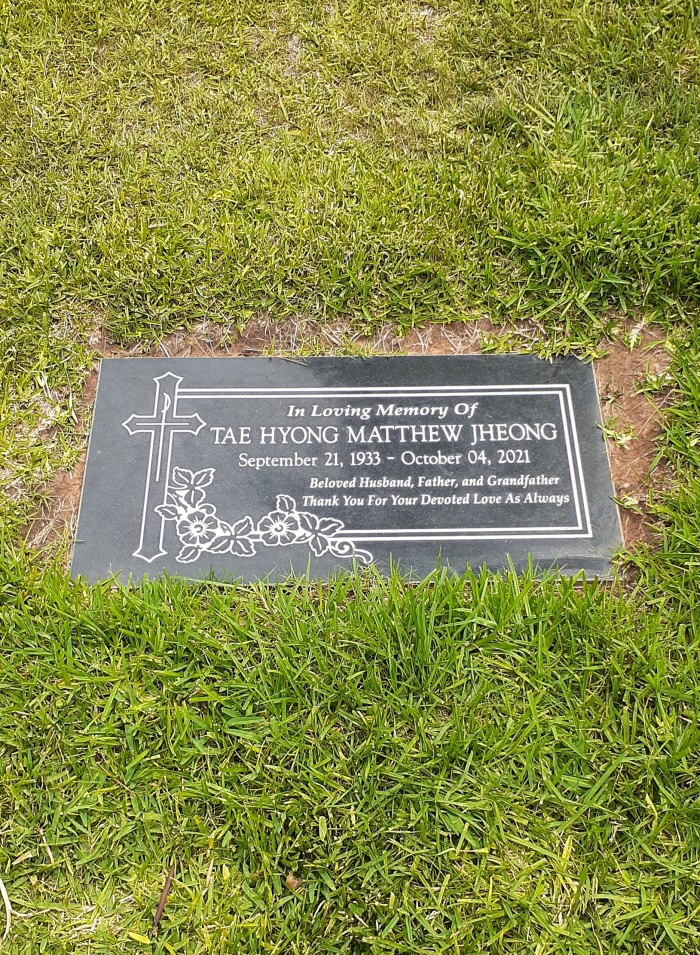 In Loving Memory Of
TAE HYONG MATTHEW JHEONG
September 21, 1933 - October 04, 2021
Beloved Husband, Father, and Grandfather
Thank You For Your Devoted Love As Always